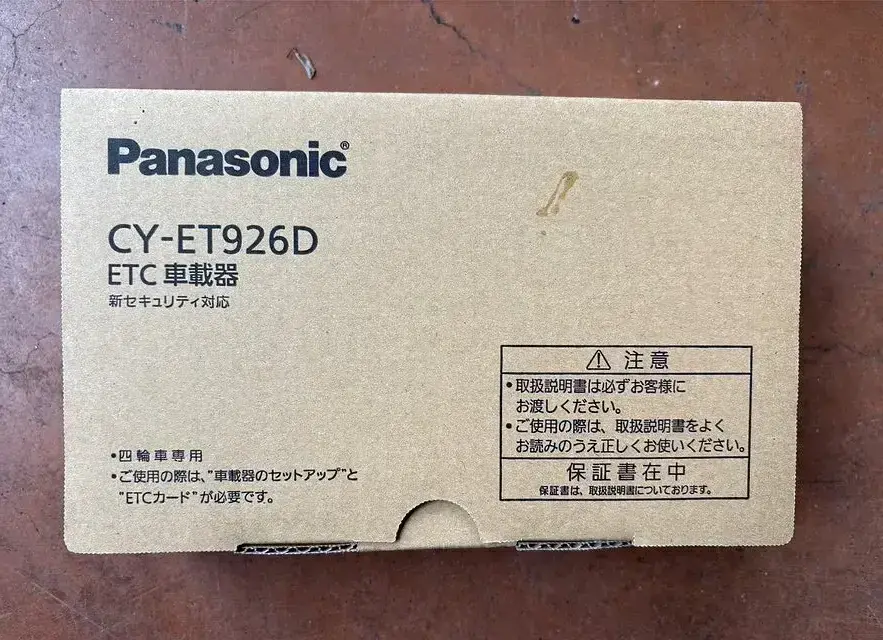 Panasonic®
CY-ET926D
ETC 車載器
新セキュリティ対応
•四輪車専用
•ご使用の際は、"車載器のセットアップ"と
"ETCカード"が必要です。
⚠ 注意
•取扱説明書は必ずお客様に
お渡しください。
•ご使用の際は、取扱説明書をよく
お読みのうえ正しくお使いください。
保証書在中
保証書は、取扱説明書についております。